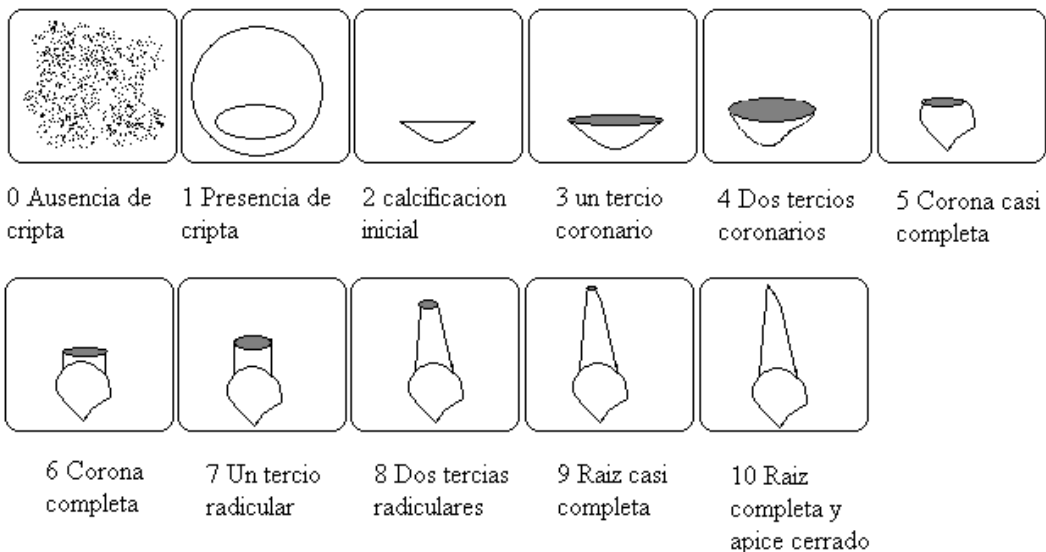 0 Ausencia de
cripta
1 Presencia de
cripta
2 calcificacion
inicial
3 un tercio
coronario
4 Dos tercios
coronarios
5 Corona casi
completa
6 Corona
completa
7 Un tercio
radicular
8 Dos tercias
radiculares
9 Raiz casi
completa
10 Raiz
completa y
apice cerrado